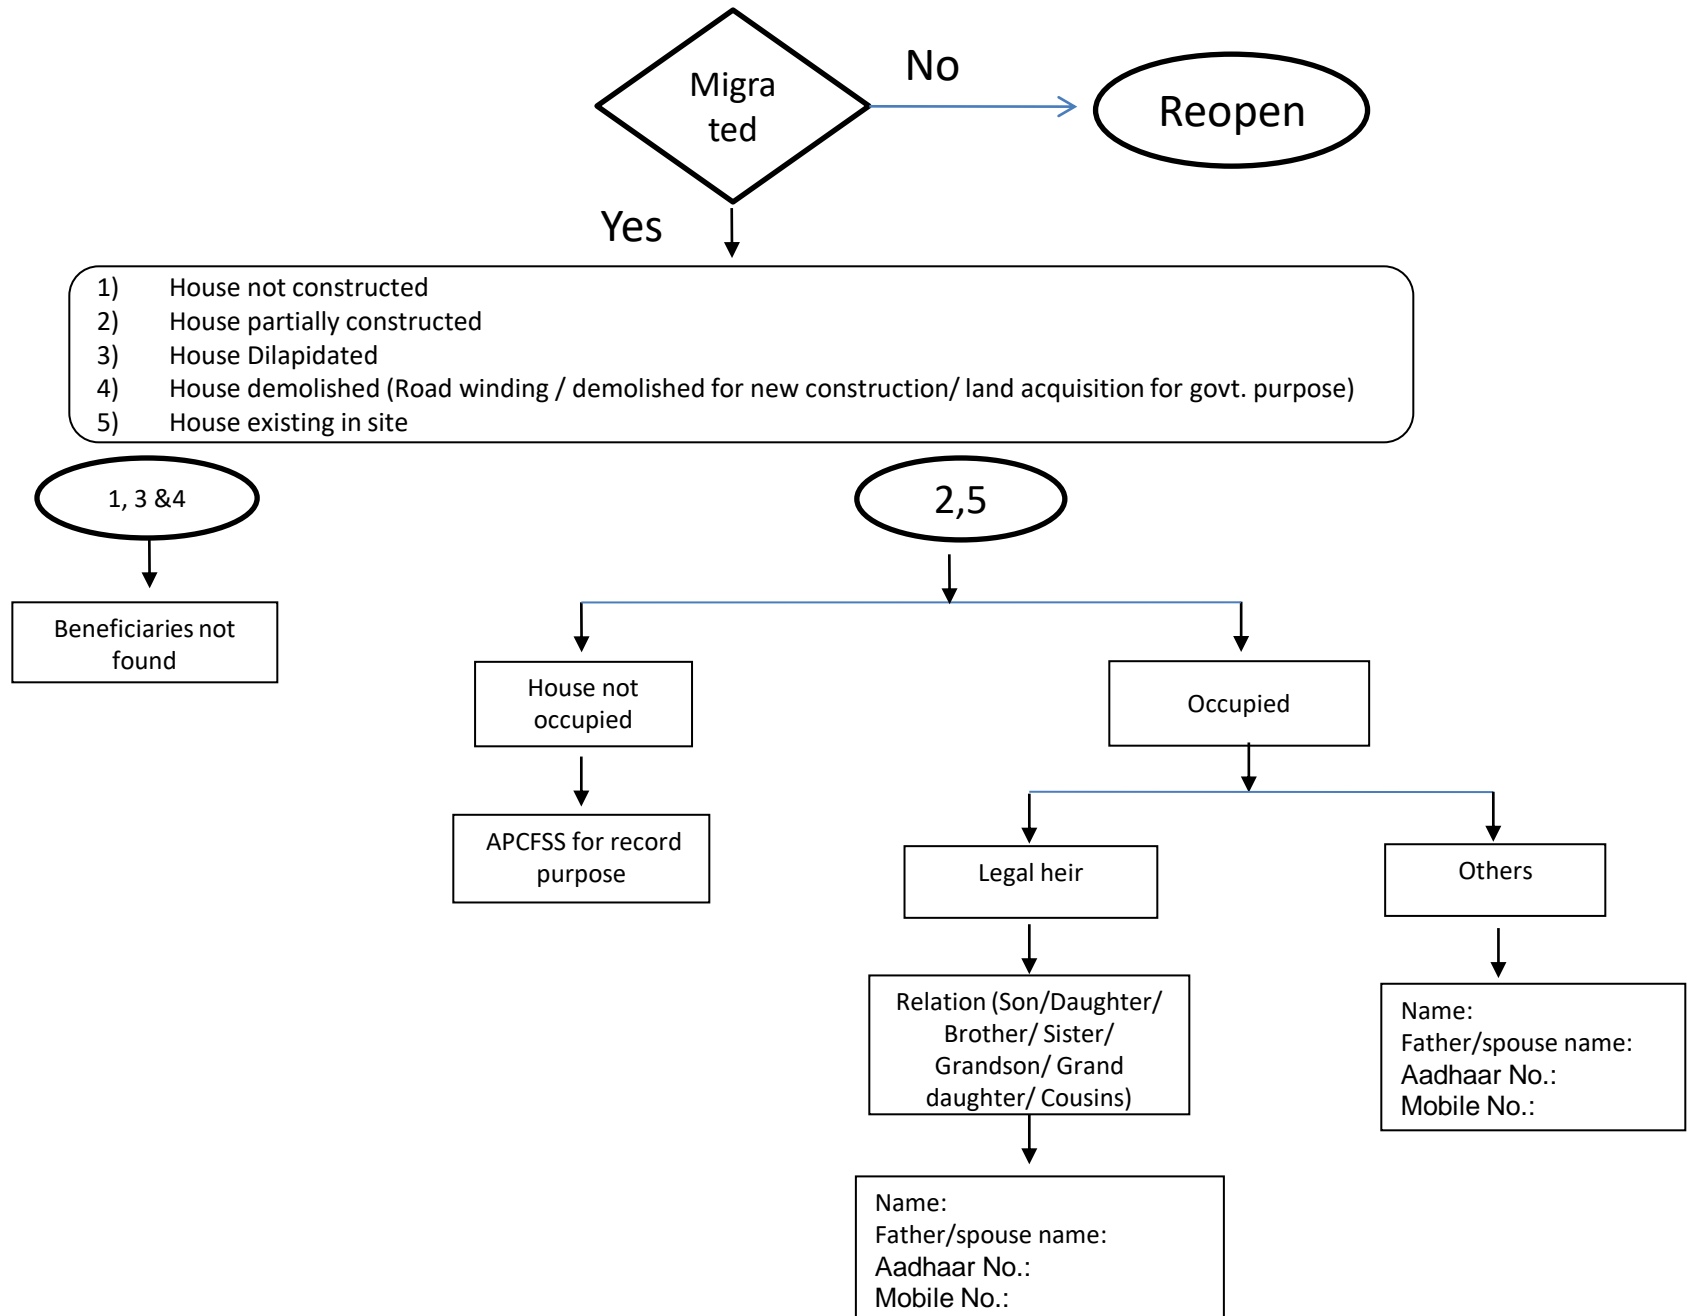 Migra
ted
No
Reopen
Yes
1) House not constructed
2) House partially constructed
3) House Dilapidated
4) House demolished (Road winding / demolished for new construction/ land acquisition for govt. purpose)
5) House existing in site
1, 3 &4
2,5
Beneficiaries not
found
House not
occupied
Occupied
APCFSS for record
purpose
Legal heir
Others
Relation (Son/Daughter/
Brother/ Sister/
Grandson/ Grand
daughter/ Cousins)
Name:
Father/spouse name:
Aadhaar No.:
Mobile No.:
Name:
Father/spouse name:
Aadhaar No.:
Mobile No.: